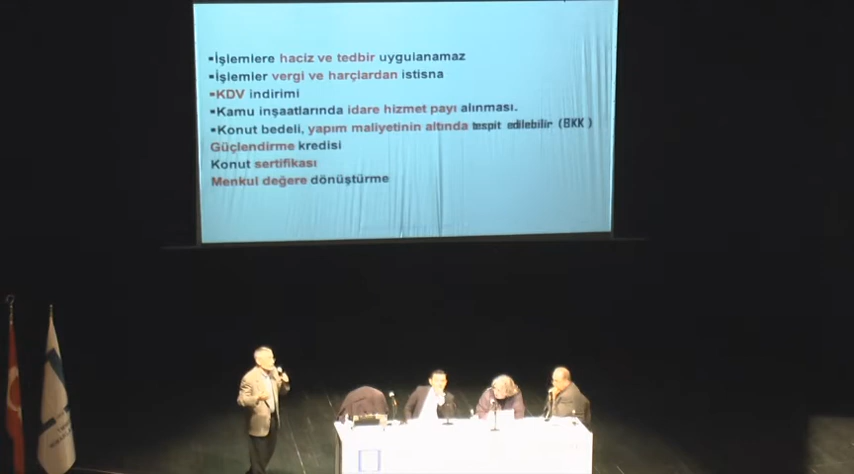 ▪İşlemlere haciz ve tedbir uygulanamaz
▪İşlemler vergi ve harçlardan istisna
▪KDV indirimi
▪Kamu inşaatlarında idare hizmet payı alınması.
▪Konut bedeli, yapım maliyetinin altında tespit edilebilir (BKK)
Güçlendirme kredisi
Konut sertifikası
Menkul değere dönüştürme